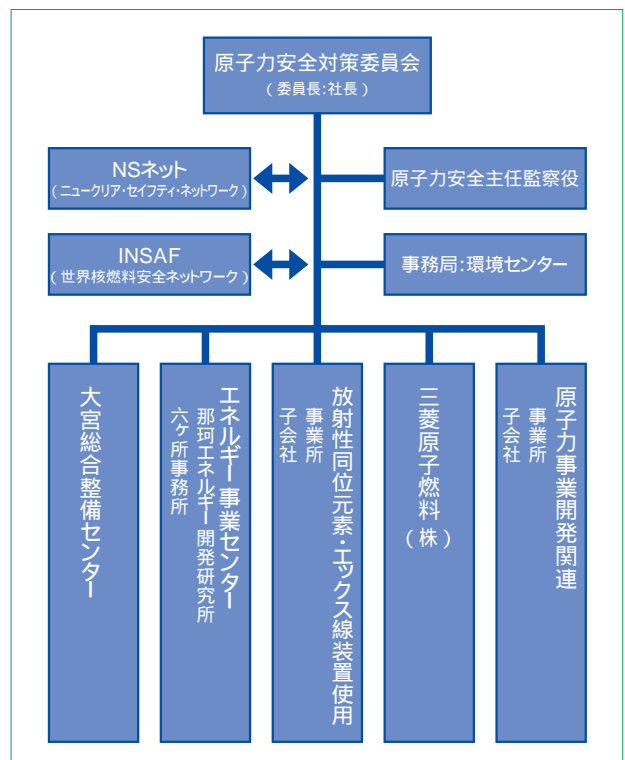 原子力安全対策委員会
(委員長:社長)
NSネット
(ニュークリア・セイフティ・ネットワーク)
原子力安全主任監察役
INSAF
(世界核燃料安全ネットワーク)
事務局:環境センター
大宮総合整備センター
エネルギー事業センター
那珂エネルギー開発研究所
六ヶ所事務所
放射性同位元素・エックス線装置使用
事業所
子会社
三菱原子燃料
(株)
原子力事業開発関連
事業所
子会社